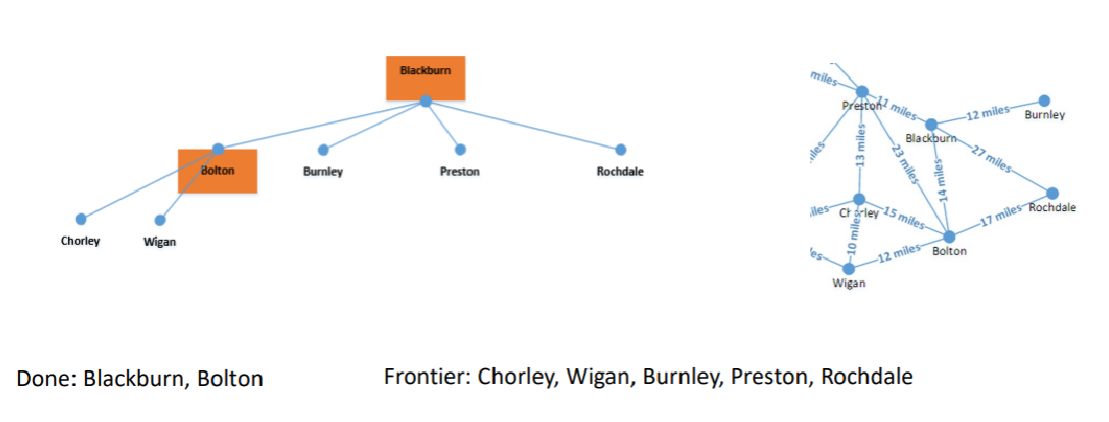 Blackburn
Bolton
Burnley
Preston
Rochdale
Chorley
Wigan
miles
Preston
11 miles
12 miles
Burnley
Blackburn
27 miles
13 miles
23 miles
14 miles
Rochdale
Chorley
15 miles
17 miles
10 miles
12 miles
Bolton
Wigan
Done: Blackburn, Bolton
Frontier: Chorley, Wigan, Burnley, Preston, Rochdale